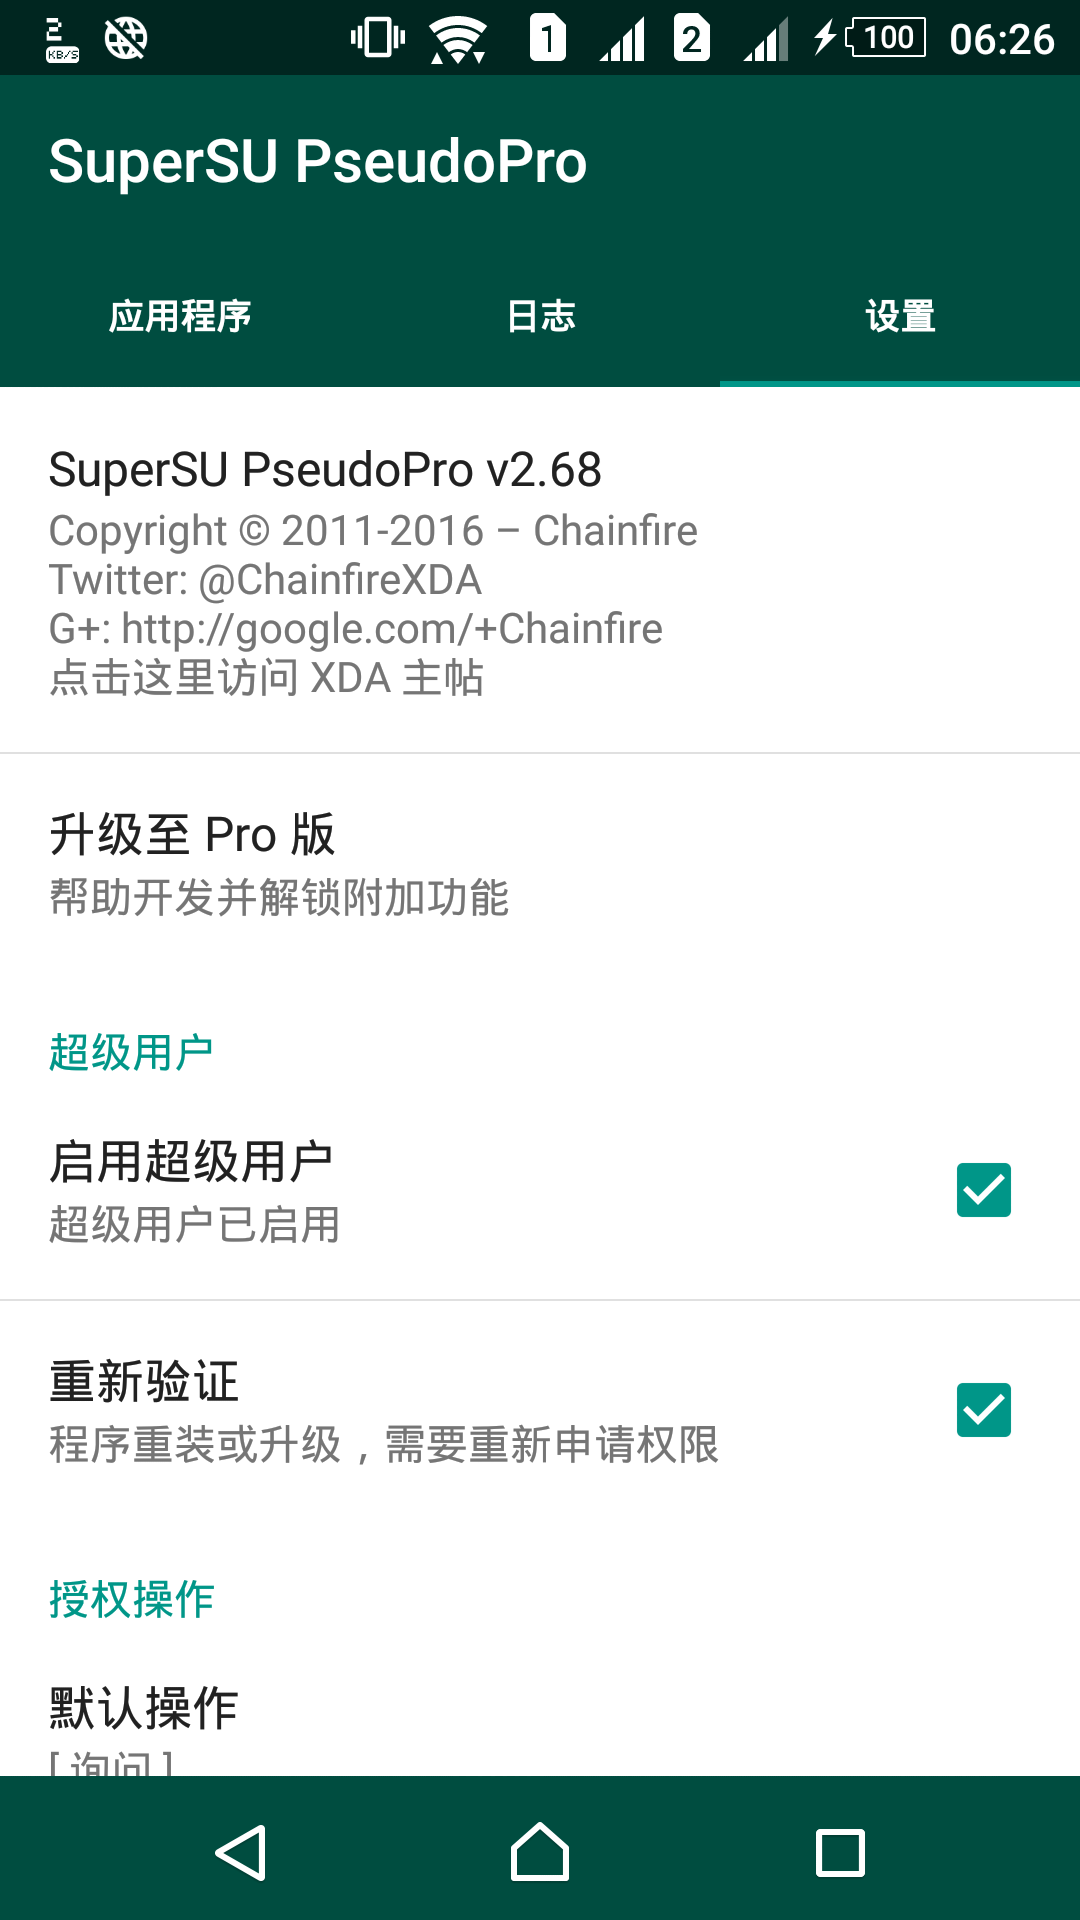 2
KB/S
1
2
100
06:26
SuperSU PseudoPro
应用程序
日志
设置
SuperSU PseudoPro v2.68
Copyright © 2011-2016 – Chainfire
Twitter: @ChainfireXDA
G+: http://google.com/+Chainfire
点击这里访问 XDA 主帖
升级至 Pro 版
帮助开发并解锁附加功能
超级用户
启用超级用户
超级用户已启用
重新验证
程序重装或升级，需要重新申请权限
授权操作
默认操作
[ 询问 ]